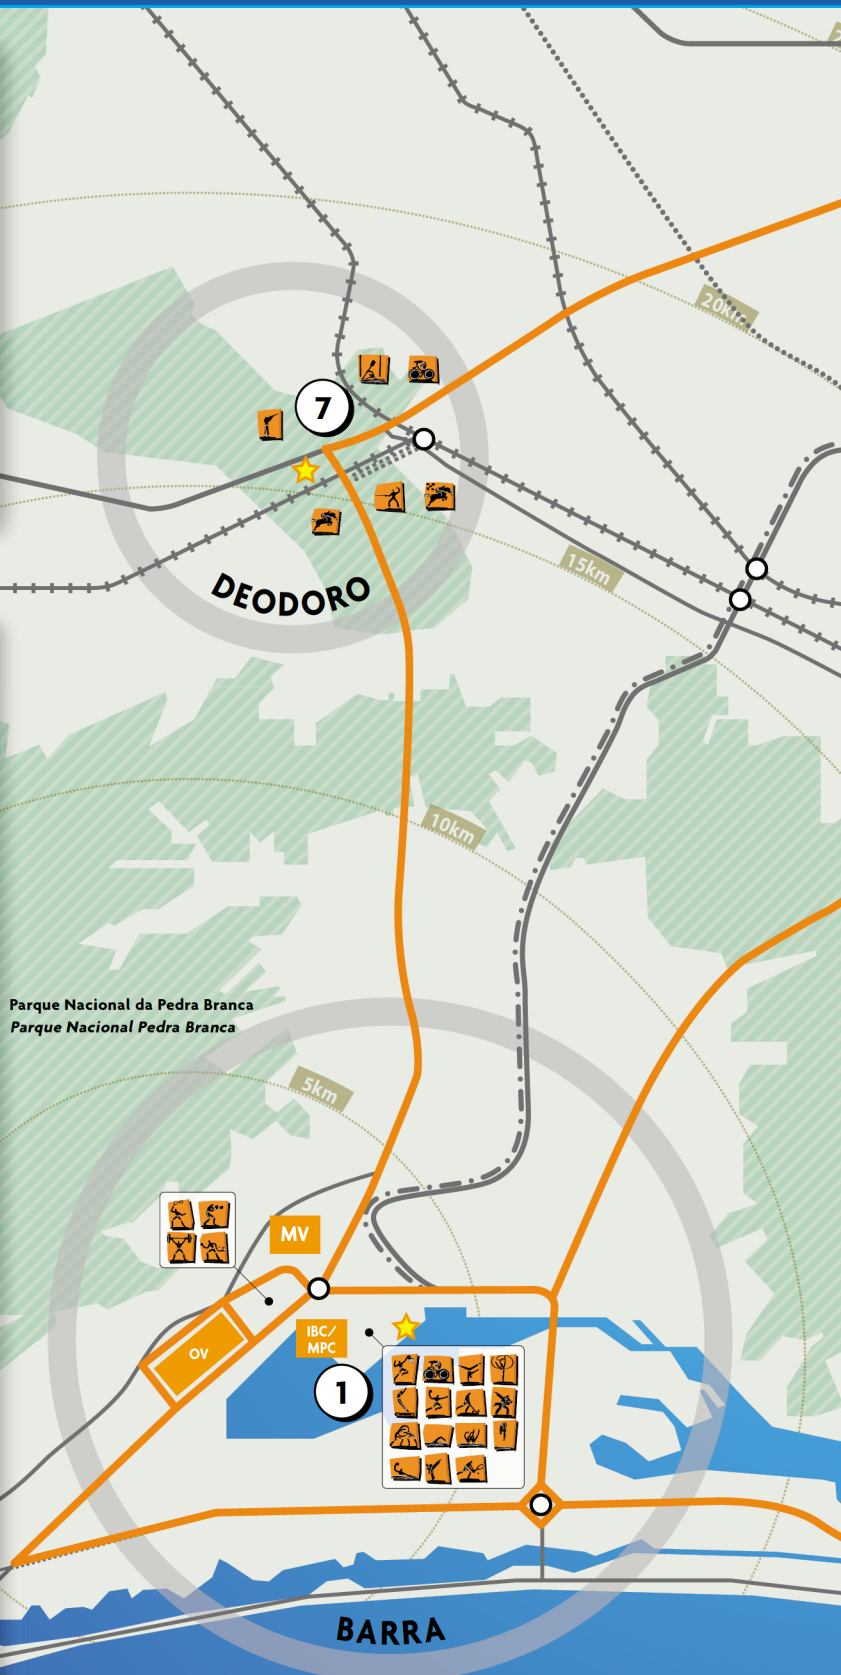 20km
7
15km
DEODORO
10km
Parque Nacional da Pedra Branca
Parque Nacional Pedra Branca
5km
MV
IBC/
MPC
OV
1
BARRA